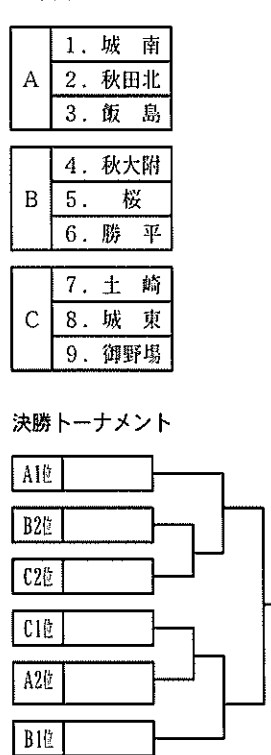 A
1. 城 南
2. 秋田北
3. 飯 島
B
4. 秋大附
5. 桜
6. 勝 平
C
7. 土 崎
8. 城 東
9. 御野場
決勝トーナメント
A1位
B2位
C2位
C1位
A2位
B1位